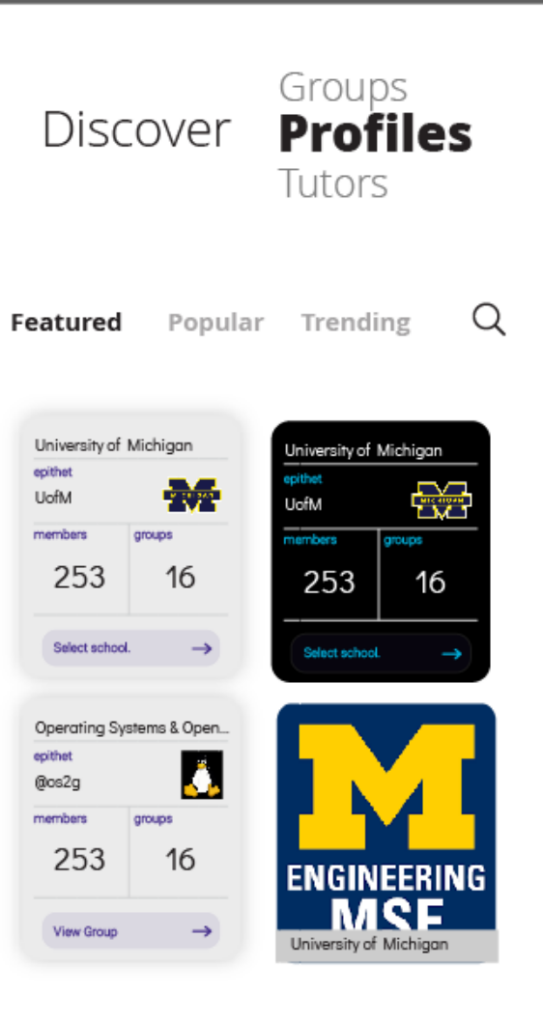 Groups
Discover
Profiles
Tutors
Featured Popular Trending
University of Michigan
epithet
UofM
MICHIGAN
members groups
253 16
Select school.
University of Michigan
epithet
UofM
MICHIGAN
members groups
253 16
Select school.
Operating Systems & Open...
epithet
@os2g
members groups
253 16
View Group
M
ENGINEERING
MSE
University of Michigan